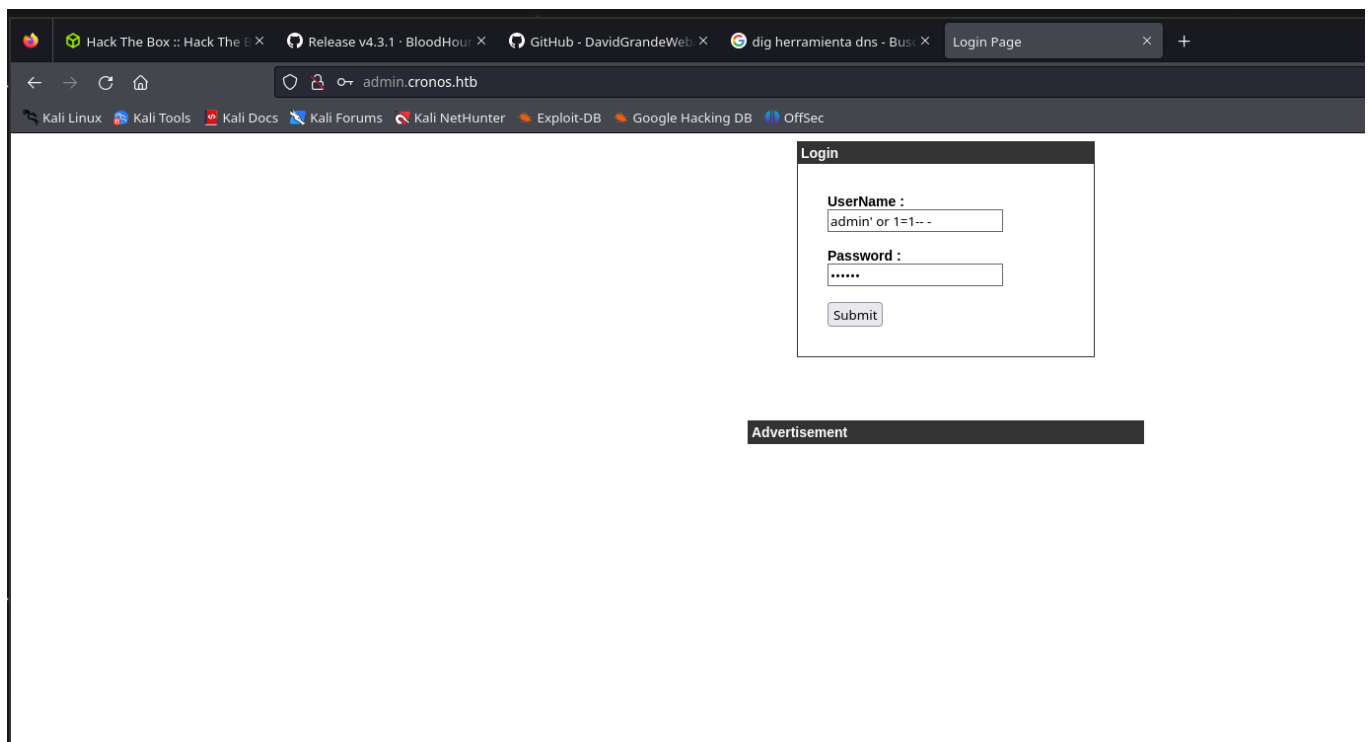 Hack The Box :: Hack The B
Release v4.3.1 · BloodHour
GitHub - DavidGrandeWeb
dig herramienta dns - Busc
Login Page
admin.cronos.htb
Kali Linux
Kali Tools
Kali Docs
Kali Forums
Kali NetHunter
Exploit-DB
Google Hacking DB
OffSec
Login
UserName :
admin' or 1=1-- -
Password :
••••••
Submit
Advertisement